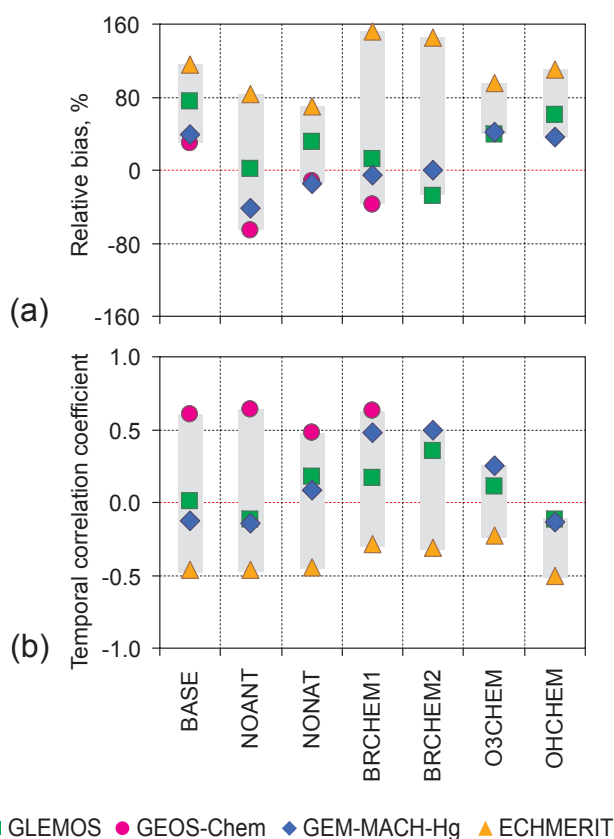 160
80
0
-80
-160
Relative bias, %
(a)
1.0
0.5
0.0
-0.5
-1.0
Temporal correlation coefficient
(b)
BASE
NOANT
NONAT
BRCHEM1
BRCHEM2
O3CHEM
OHCHEM
GLEMOS GEOS-Chem GEM-MACH-Hg ECHMERIT